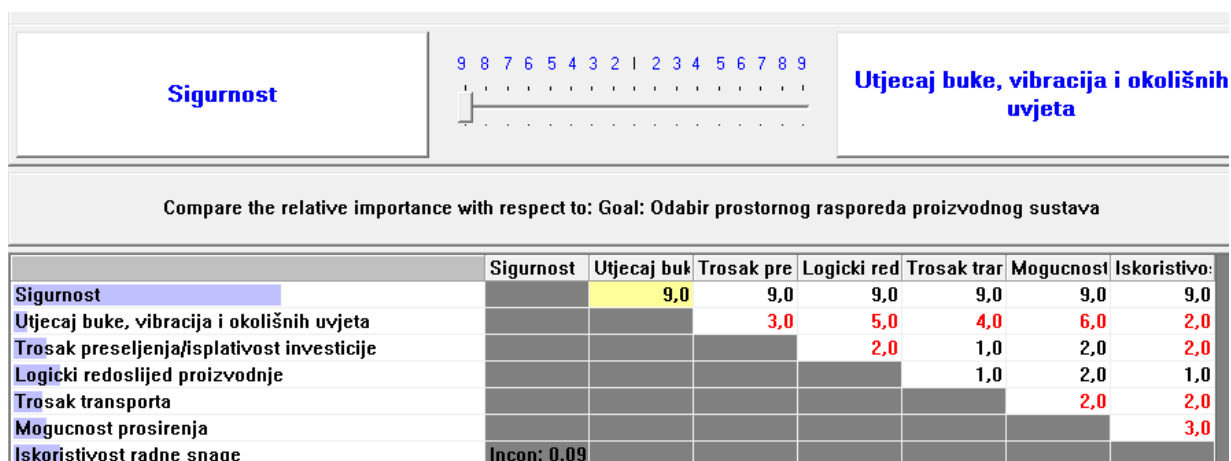 Sigurnost
9 8 7 6 5 4 3 2 I 2 3 4 5 6 7 8 9
Utjecaj buke, vibracija i okolišnih
uvjeta
Compare the relative importance with respect to: Goal: Odabir prostornog rasporeda proizvodnog sustava
Sigurnost Utjecaj buk Trosak pre Logicki red Trosak tran Mogucnost Iskoristivo
Sigurnost 9,0 9,0 9,0 9,0 9,0 9,0
Utjecaj buke, vibracija i okolišnih uvjeta 3,0 5,0 4,0 6,0 2,0
Trosak preseljenja/isplativost investicije 2,0 1,0 2,0 2,0
Logicki redoslijed proizvodnje 1,0 2,0 1,0
Trosak transporta 2,0 2,0
Mogucnost prosirenja 3,0
Iskoristivost radne snage Incon: 0,09